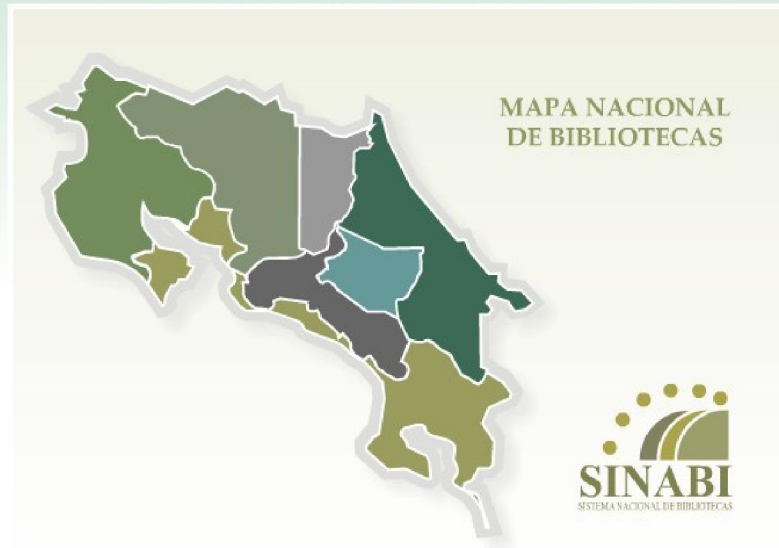 MAPA NACIONAL
DE BIBLIOTECAS
SINABI
SISTEMA NACIONAL DE BIBLIOTECAS